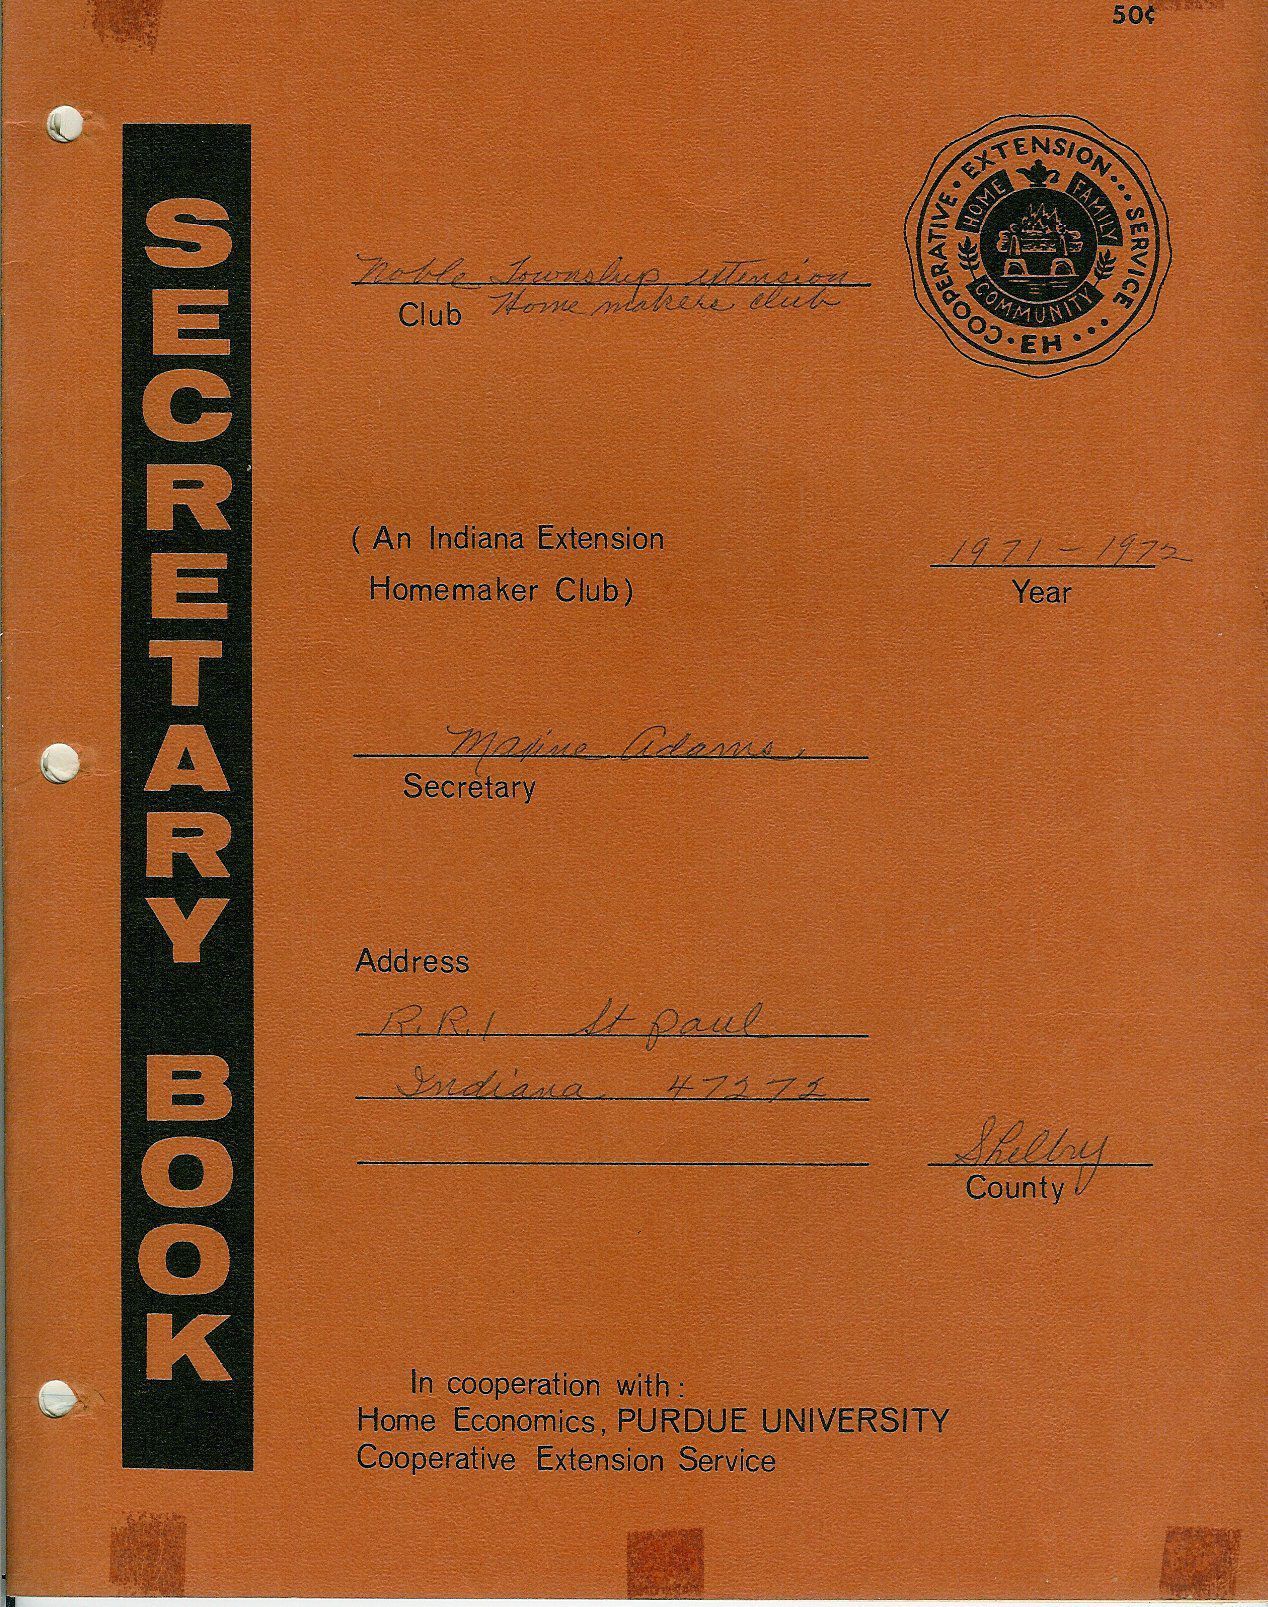 50¢
SECRETARY BOOK
COOPERATIVE • EXTENSION ••• SERVICE ••• EH •
HOME FAMILY
COMMUNITY
Noble Township extension
Club Home makers club
( An Indiana Extension
Homemaker Club)
1971-1972
Year
Maxine Adams
Secretary
Address
R.R.1 St paul
Indiana 47272
Shelby
County
In cooperation with:
Home Economics, PURDUE UNIVERSITY
Cooperative Extension Service